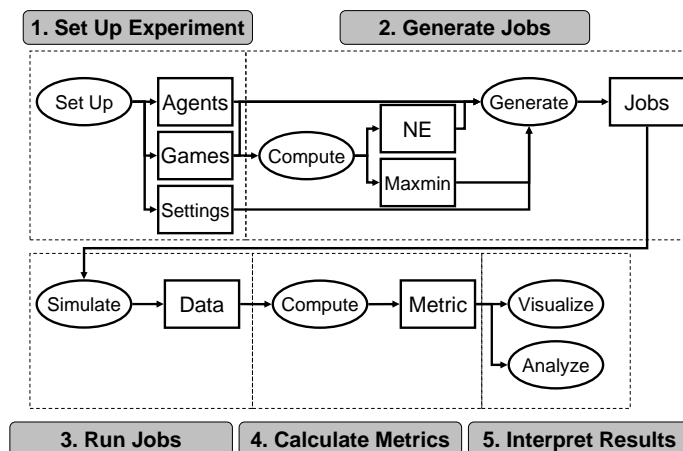 1. Set Up Experiment
2. Generate Jobs
Set Up
Agents
Games
Settings
Compute
NE
Maxmin
Generate
Jobs
Simulate
Data
Compute
Metric
Visualize
Analyze
3. Run Jobs
4. Calculate Metrics
5. Interpret Results